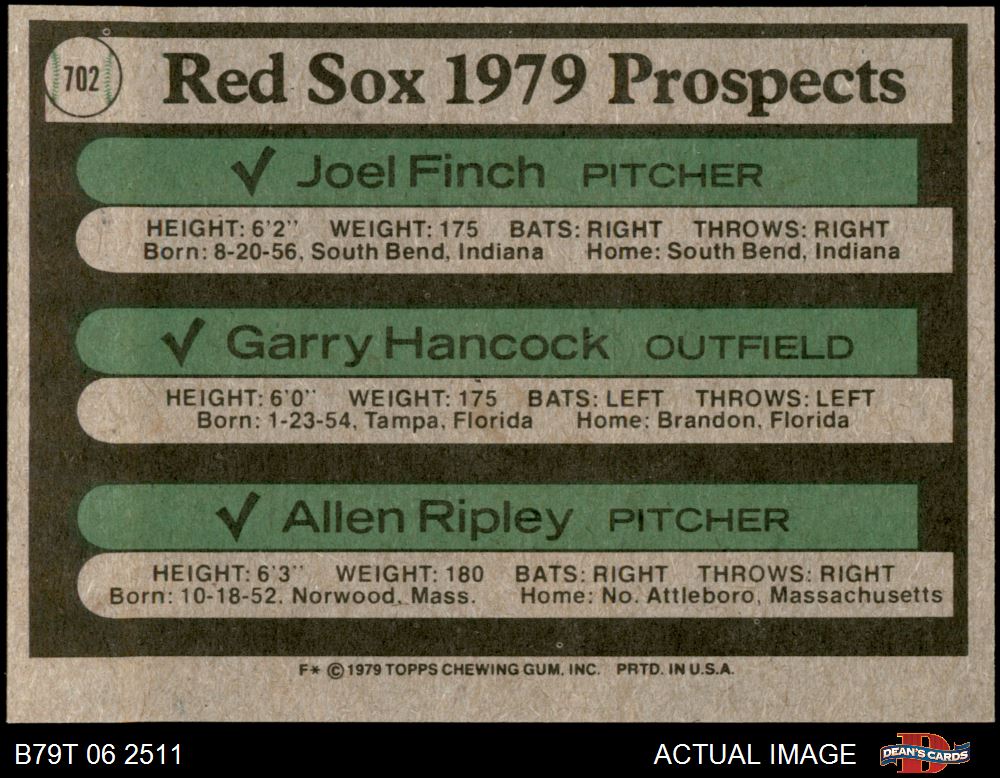 702
Red Sox 1979 Prospects
✓ Joel Finch PITCHER
HEIGHT: 6'2" WEIGHT: 175 BATS: RIGHT THROWS: RIGHT
Born: 8-20-56, South Bend, Indiana Home: South Bend, Indiana
✓ Garry Hancock OUTFIELD
HEIGHT: 6'0" WEIGHT: 175 BATS: LEFT THROWS: LEFT
Born: 1-23-54, Tampa, Florida Home: Brandon, Florida
✓ Allen Ripley PITCHER
HEIGHT: 6'3" WEIGHT: 180 BATS: RIGHT THROWS: RIGHT
Born: 10-18-52, Norwood, Mass. Home: No. Attleboro, Massachusetts
F* © 1979 TOPPS CHEWING GUM, INC. PRTD. IN U.S.A.
B79T 06 2511 ACTUAL IMAGE
D
DEAN'S CARDS